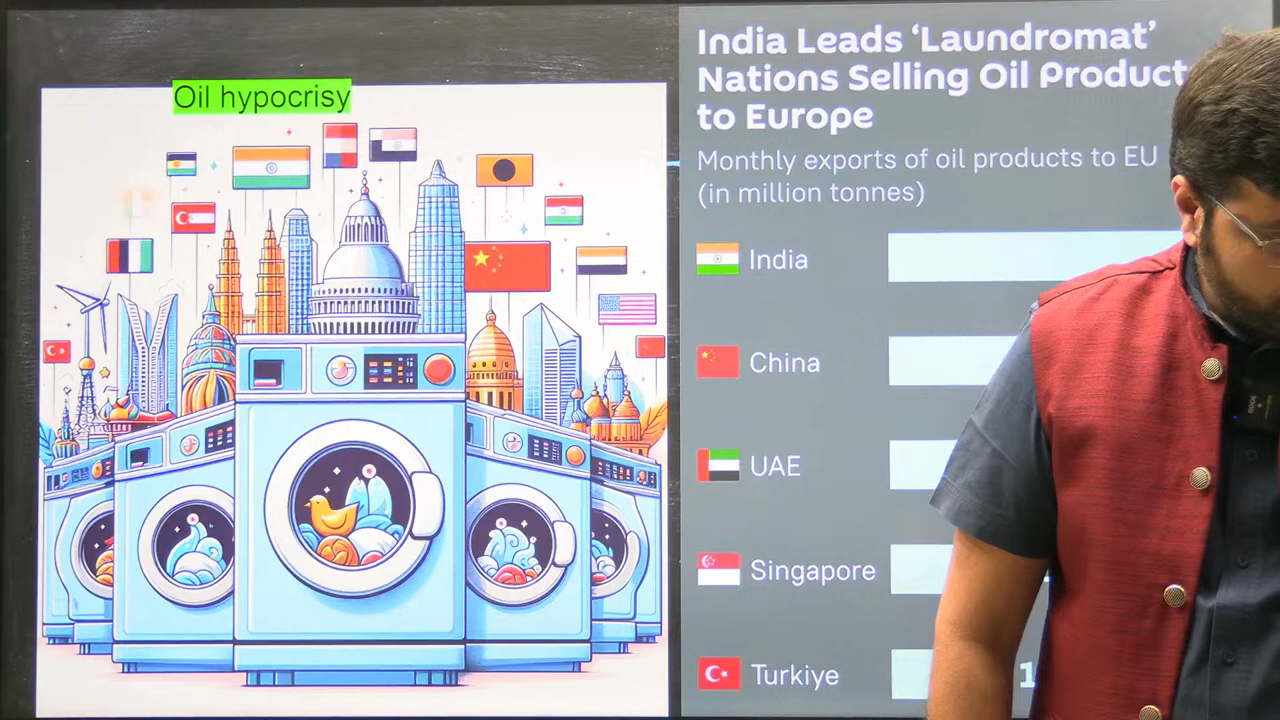 Oil hypocrisy
India Leads ‘Laundromat’
Nations Selling Oil Product
to Europe
Monthly exports of oil products to EU
(in million tonnes)
India
China
UAE
Singapore
Turkiye